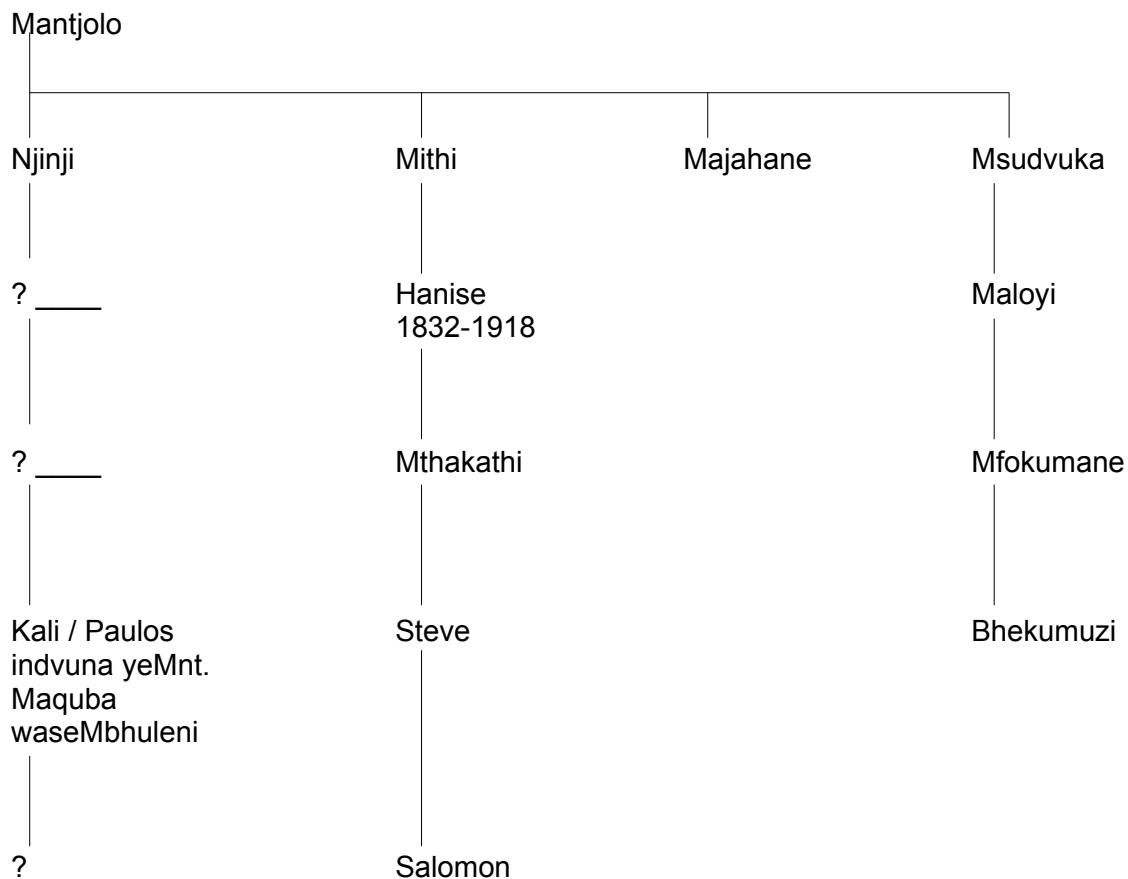 Mantjolo
Njinji Mithi Majahane Msudvuka
? ____ Hanise Maloyi
1832-1918
? ____ Mthakathi Mfokumane
Kali / Paulos Steve Bhekumuzi
indvuna yeMnt.
Maquba
waseMbhuleni
? Salomon